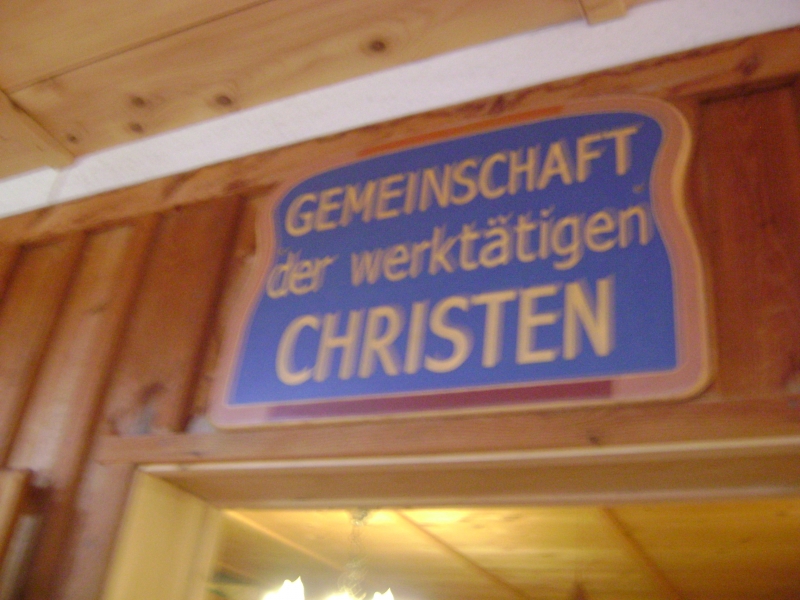 GEMEINSCHAFT
der werktätigen
CHRISTEN